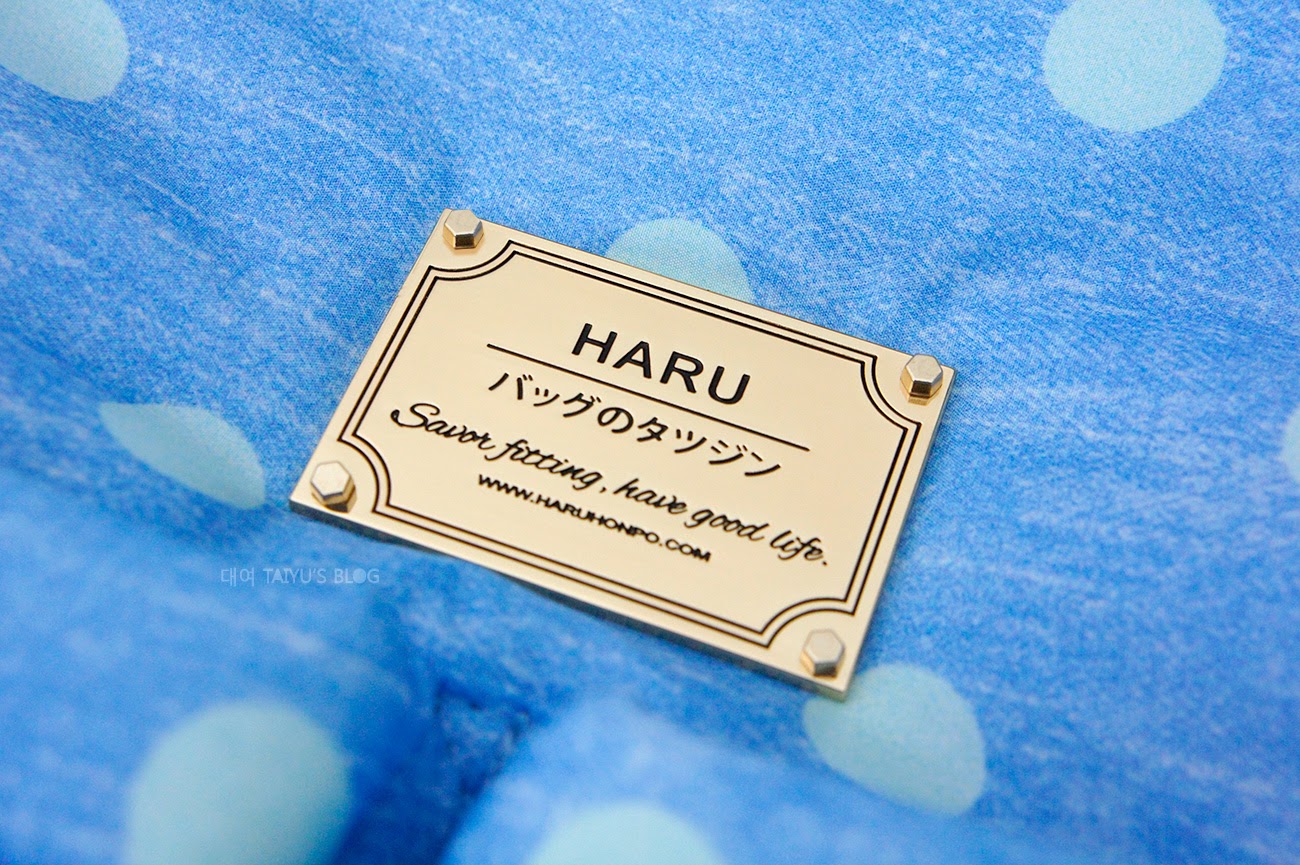 HARU
バッグのタツジン
Savor fitting, have good life.
WWW.HARUHONPO.COM
대여 TAIYU'S BLOG